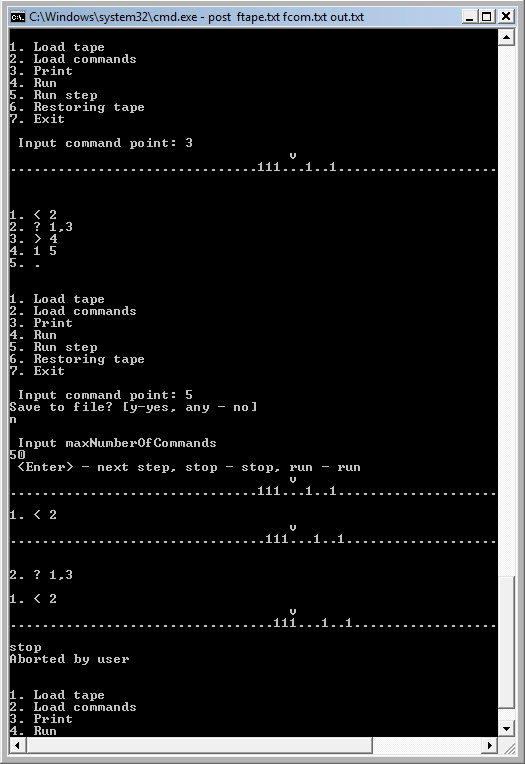 C:\Windows\system32\cmd.exe - post ftape.txt fcom.txt out.txt
1. Load tape
2. Load commands
3. Print
4. Run
5. Run step
6. Restoring tape
7. Exit
Input command point: 3
v
...............................111...1..1....................
1. < 2
2. ? 1,3
3. > 4
4. 1 5
5. .
1. Load tape
2. Load commands
3. Print
4. Run
5. Run step
6. Restoring tape
7. Exit
Input command point: 5
Save to file? [y-yes, any - no]
n
Input maxNumberOfCommands
50
<Enter> - next step, stop - stop, run - run
v
...............................111...1..1....................
1. < 2
v
................................111...1..1...................
2. ? 1,3
1. < 2
v
.................................111...1..1..................
stop
Aborted by user
1. Load tape
2. Load commands
3. Print
4. Run